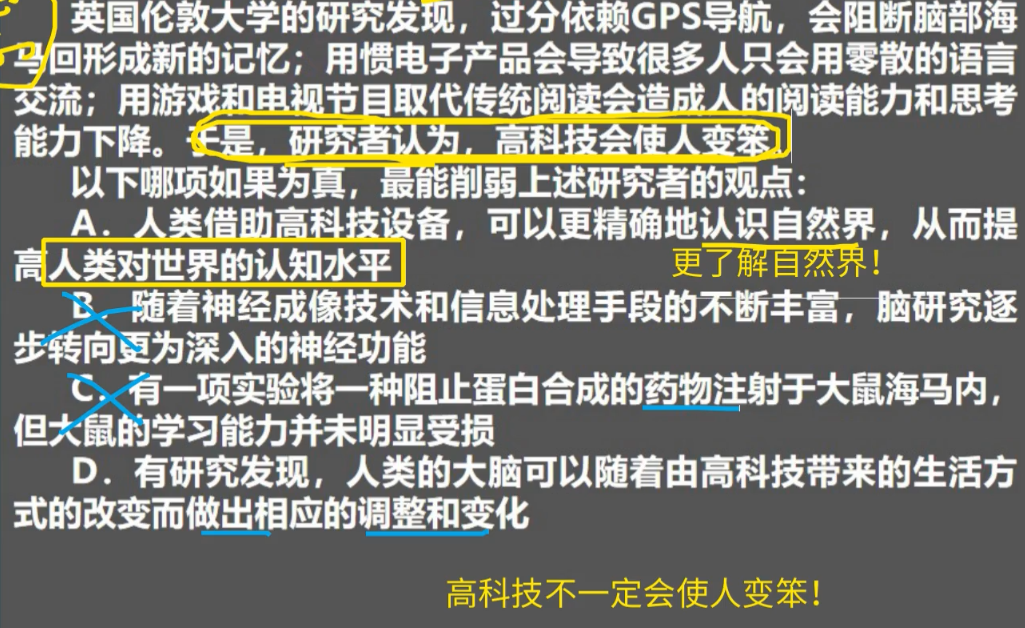 英国伦敦大学的研究发现，过分依赖GPS导航，会阻断脑部海
马回形成新的记忆；用惯电子产品会导致很多人只会用零散的语言
交流；用游戏和电视节目取代传统阅读会造成人的阅读能力和思考
能力下降。于是，研究者认为，高科技会使人变笨。
以下哪项如果为真，最能削弱上述研究者的观点：
A．人类借助高科技设备，可以更精确地认识自然界，从而提
高人类对世界的认知水平
更了解自然界！
B．随着神经成像技术和信息处理手段的不断丰富，脑研究逐
步转向更为深入的神经功能
C．有一项实验将一种阻止蛋白合成的药物注射于大鼠海马内，
但大鼠的学习能力并未明显受损
D．有研究发现，人类的大脑可以随着由高科技带来的生活方
式的改变而做出相应的调整和变化
高科技不一定会使人变笨！